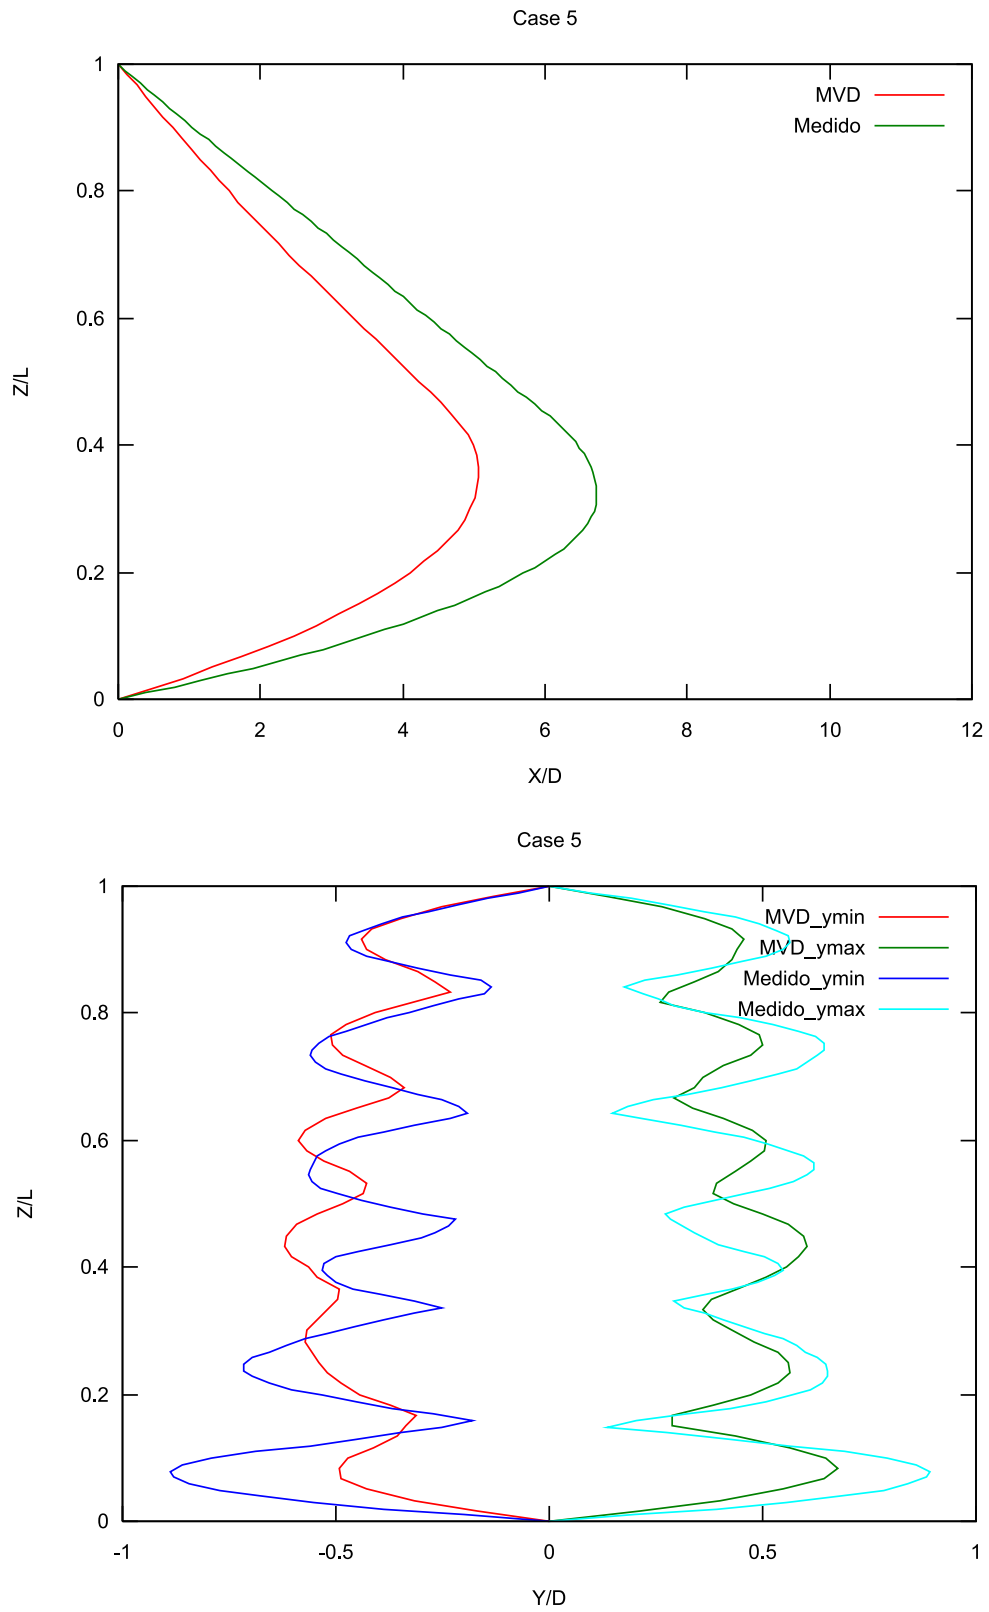 Case 5
1
MVD
Medido
0.8
0.6
Z/L
0.4
0.2
0
0 2 4 6 8 10 12
X/D
Case 5
1
MVD_ymin
MVD_ymax
Medido_ymin
Medido_ymax
0.8
0.6
Z/L
0.4
0.2
0
-1 -0.5 0 0.5 1
Y/D